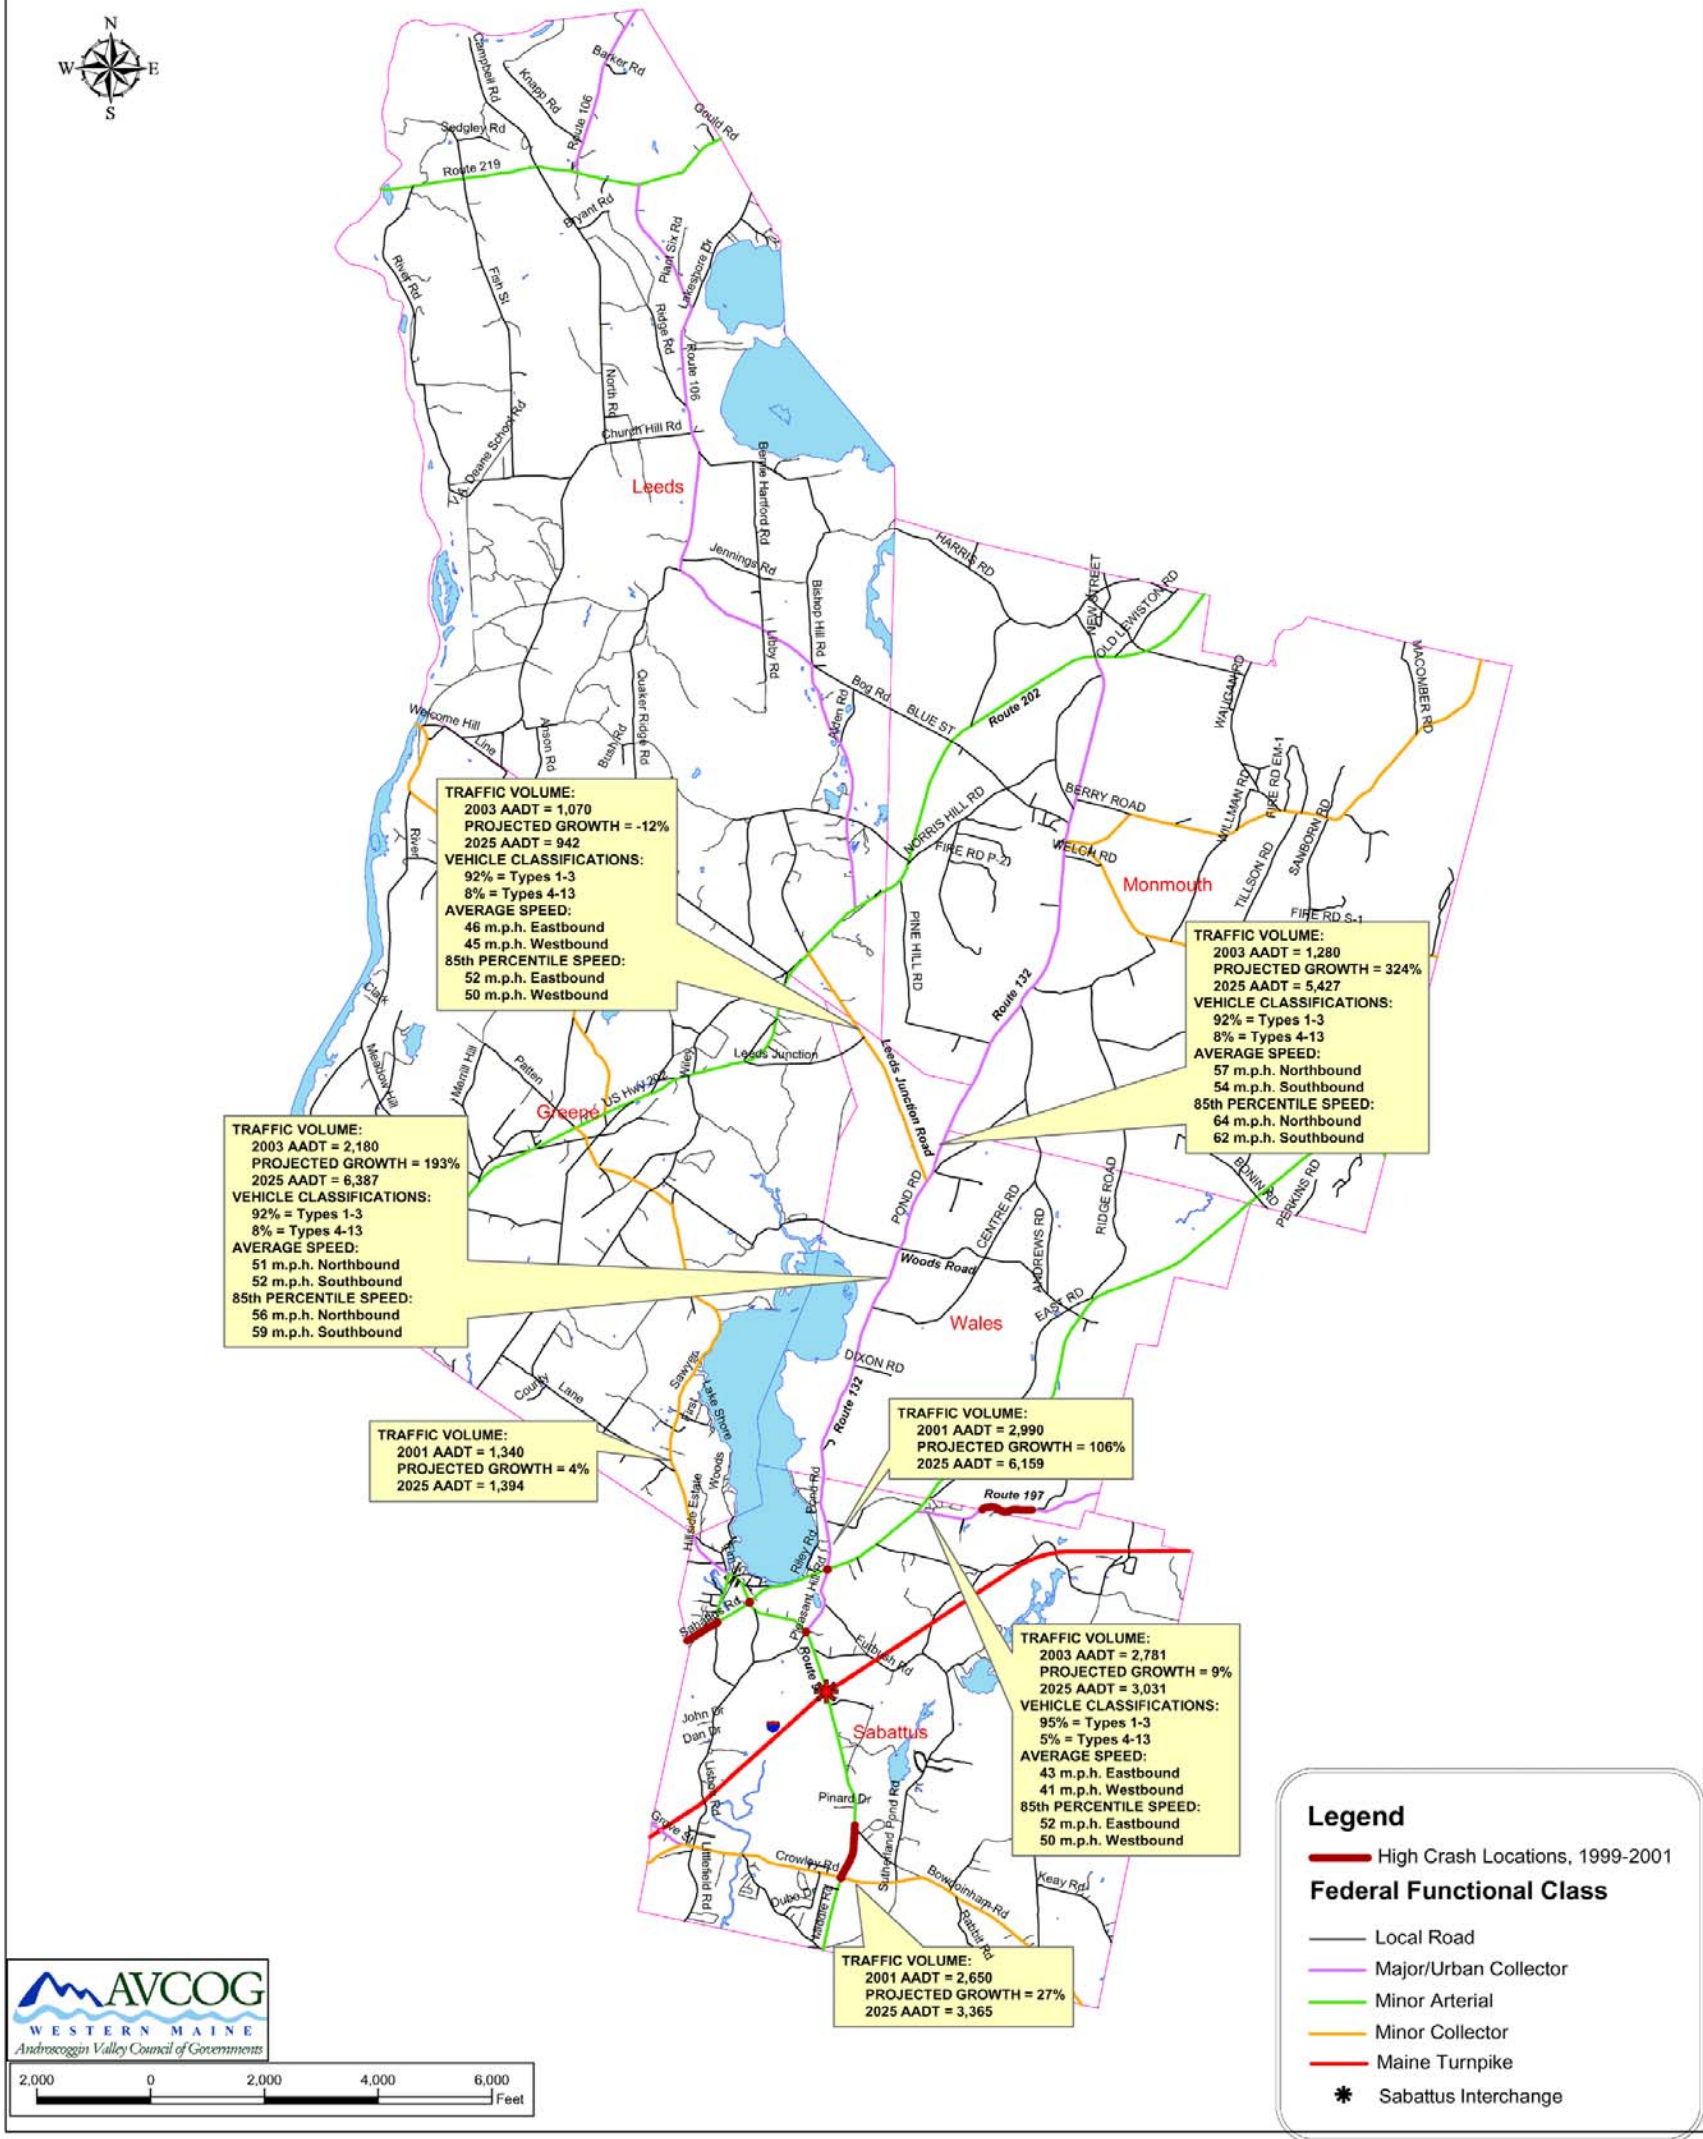 N
W
E
S
Campbell Rd
Knapp Rd
Barker Rd
Route 106
Gould Rd
Sedgley Rd
Route 219
Bryant Rd
Plant Six Rd
Lakeshore Dr
River Rd
Fish St
Ridge Rd
Route 106
North Rd
Church Hill Rd
Deane School Rd
Leeds
Bernie Hartford Rd
Jennings Rd
Bishop Hill Rd
Libby Rd
HARRIS RD
NEW STREET
OLD LEWISTON RD
Quaker Ridge Rd
Bog Rd
Alden Rd
BLUE ST
Route 202
WAUGAN RD
MACOMBER RD
Welcome Hill
Line
Anson Rd
Bush Rd
FIRE RD EM-1
WILLMAN RD
BERRY ROAD
SANBORN RD
NORRIS HILL RD
FIRE RD P-2
WELCH RD
TILLSON RD
Monmouth
FIRE RD S-1
River
PINE HILL RD
Route 132
TRAFFIC VOLUME:
2003 AADT = 1,070
PROJECTED GROWTH = -12%
2025 AADT = 942
VEHICLE CLASSIFICATIONS:
92% = Types 1-3
8% = Types 4-13
AVERAGE SPEED:
46 m.p.h. Eastbound
45 m.p.h. Westbound
85th PERCENTILE SPEED:
52 m.p.h. Eastbound
50 m.p.h. Westbound
TRAFFIC VOLUME:
2003 AADT = 1,280
PROJECTED GROWTH = 324%
2025 AADT = 5,427
VEHICLE CLASSIFICATIONS:
92% = Types 1-3
8% = Types 4-13
AVERAGE SPEED:
57 m.p.h. Northbound
54 m.p.h. Southbound
85th PERCENTILE SPEED:
64 m.p.h. Northbound
62 m.p.h. Southbound
Clark
Meadow Hill
Merrill Hill
Patten
Wiley
Leeds Junction
US Hwy 202
Greene
Leeds Junction Road
POND RD
CENTRE RD
ANDREWS RD
RIDGE ROAD
BONIN RD
PERKINS RD
Woods Road
EAST RD
Wales
TRAFFIC VOLUME:
2003 AADT = 2,180
PROJECTED GROWTH = 193%
2025 AADT = 6,387
VEHICLE CLASSIFICATIONS:
92% = Types 1-3
8% = Types 4-13
AVERAGE SPEED:
51 m.p.h. Northbound
52 m.p.h. Southbound
85th PERCENTILE SPEED:
56 m.p.h. Northbound
59 m.p.h. Southbound
DIXON RD
Route 132
County
Lane
Sawyer
First
Lake Shore
Woods
Hillside Estate
TRAFFIC VOLUME:
2001 AADT = 1,340
PROJECTED GROWTH = 4%
2025 AADT = 1,394
TRAFFIC VOLUME:
2001 AADT = 2,990
PROJECTED GROWTH = 106%
2025 AADT = 6,159
Pond Rd
Route 197
Riley Rd
Pleasant Hill Rd
Sabattus Rd
Route
Furbush Rd
John Dr
Dan Dr
Sabattus
Lisbon Rd
Pinard Dr
Grove St
Sutherland Pond Rd
Crowley Rd
Littlefield Rd
Dube Dr
Middle Rd
Bowdoinham Rd
Keay Rd
Rabbit Rd
TRAFFIC VOLUME:
2003 AADT = 2,781
PROJECTED GROWTH = 9%
2025 AADT = 3,031
VEHICLE CLASSIFICATIONS:
95% = Types 1-3
5% = Types 4-13
AVERAGE SPEED:
43 m.p.h. Eastbound
41 m.p.h. Westbound
85th PERCENTILE SPEED:
52 m.p.h. Eastbound
50 m.p.h. Westbound
TRAFFIC VOLUME:
2001 AADT = 2,650
PROJECTED GROWTH = 27%
2025 AADT = 3,365
Legend
High Crash Locations, 1999-2001
Federal Functional Class
Local Road
Major/Urban Collector
Minor Arterial
Minor Collector
Maine Turnpike
Sabattus Interchange
AVCOG
WESTERN MAINE
Androscoggin Valley Council of Governments
2,000 0 2,000 4,000 6,000
Feet